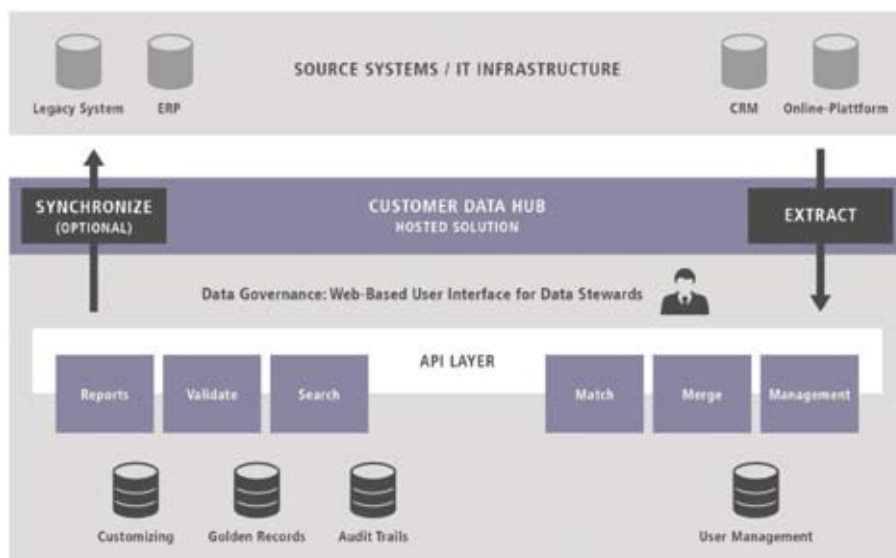 SOURCE SYSTEMS / IT INFRASTRUCTURE
Legacy System
ERP
CRM
Online-Plattform
SYNCHRONIZE
(OPTIONAL)
CUSTOMER DATA HUB
HOSTED SOLUTION
EXTRACT
Data Governance: Web-Based User Interface for Data Stewards
API LAYER
Reports
Validate
Search
Match
Merge
Management
Customizing
Golden Records
Audit Trails
User Management